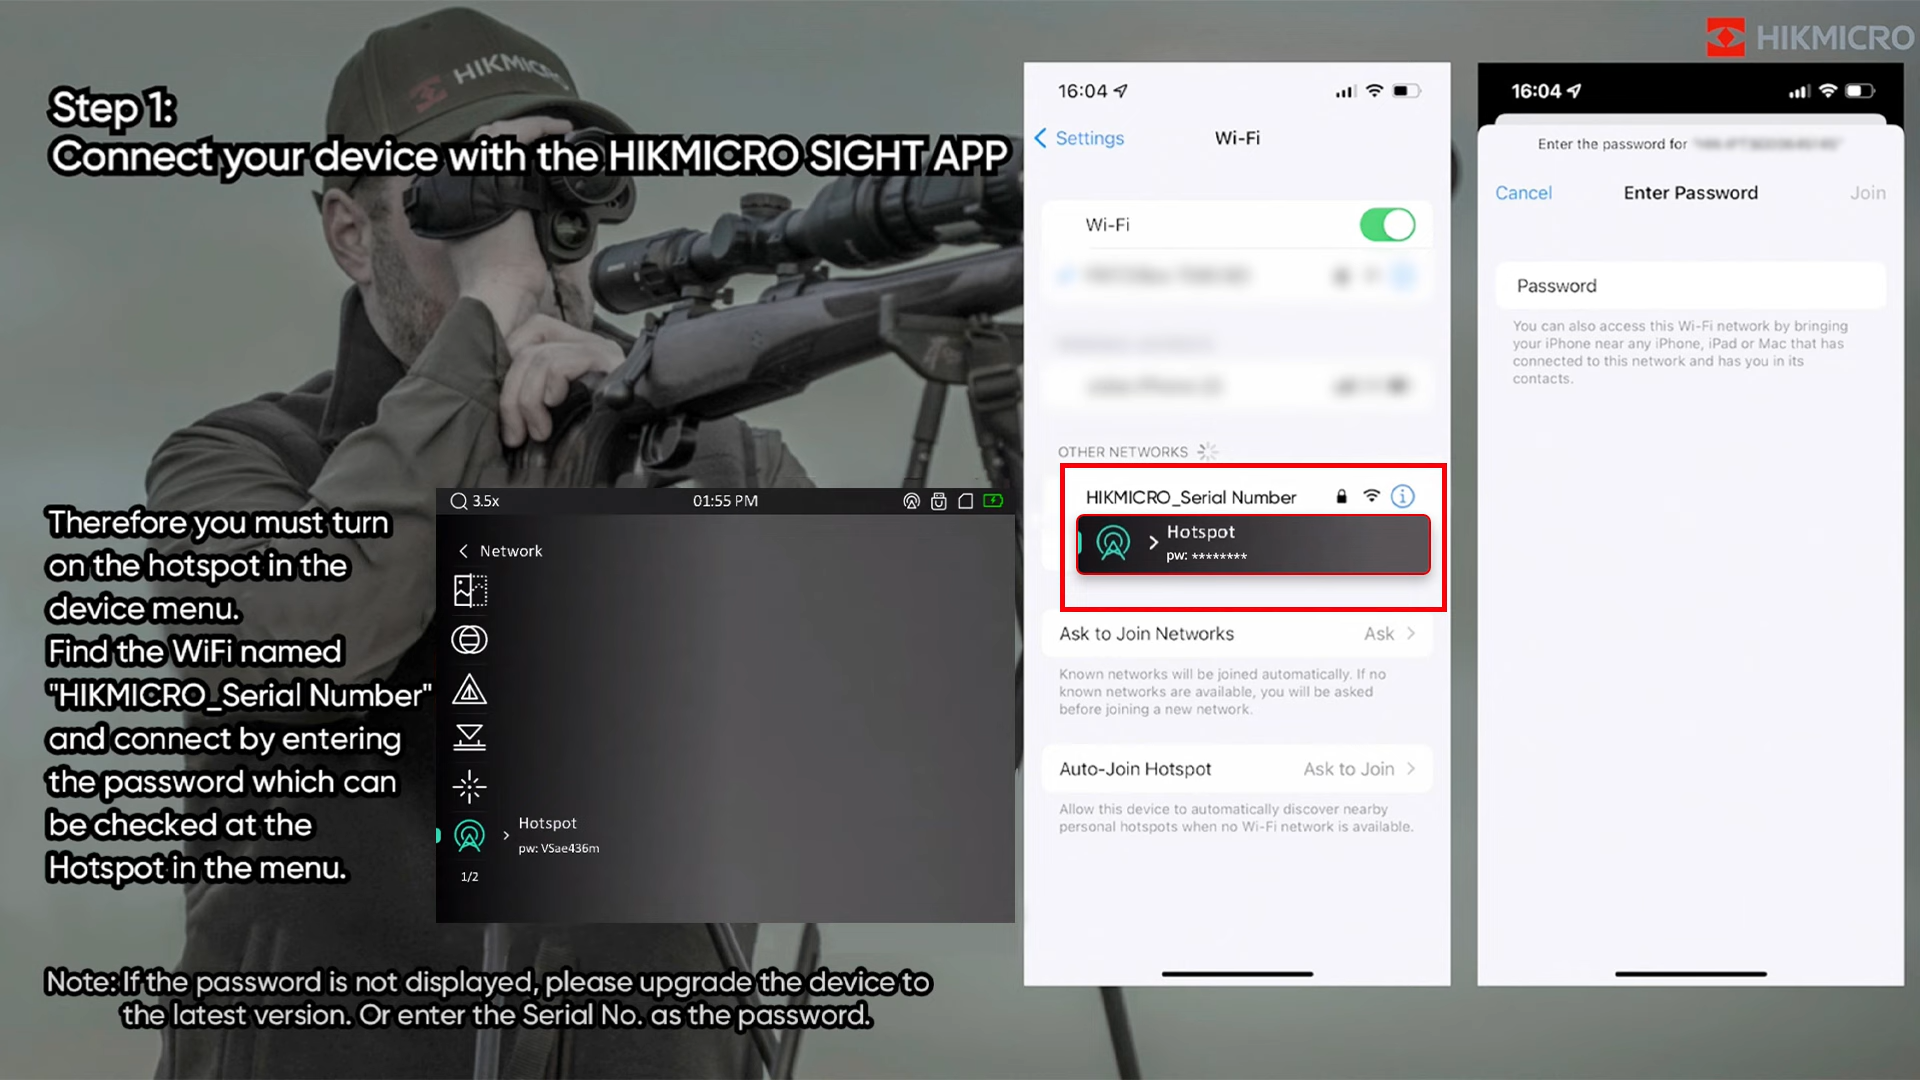 HIKMICRO
HIKMICRO
Step 1:
Connect your device with the HIKMICRO SIGHT APP
Therefore you must turn
on the hotspot in the
device menu.
Find the WiFi named
"HIKMICRO_Serial Number"
and connect by entering
the password which can
be checked at the
Hotspot in the menu.
Note: If the password is not displayed, please upgrade the device to
the latest version. Or enter the Serial No. as the password.
3.5x 01:55 PM
Network
Hotspot
pw: VSae436m
1/2
16:04
Settings Wi-Fi
Wi-Fi
OTHER NETWORKS
HIKMICRO_Serial Number
Hotspot
pw: ********
Ask to Join Networks Ask
Known networks will be joined automatically. If no
known networks are available, you will be asked
before joining a new network.
Auto-Join Hotspot Ask to Join
Allow this device to automatically discover nearby
personal hotspots when no Wi-Fi network is available.
16:04
Enter the password for
Cancel Enter Password Join
Password
You can also access this Wi-Fi network by bringing
your iPhone near any iPhone, iPad or Mac that has
connected to this network and has you in its
contacts.